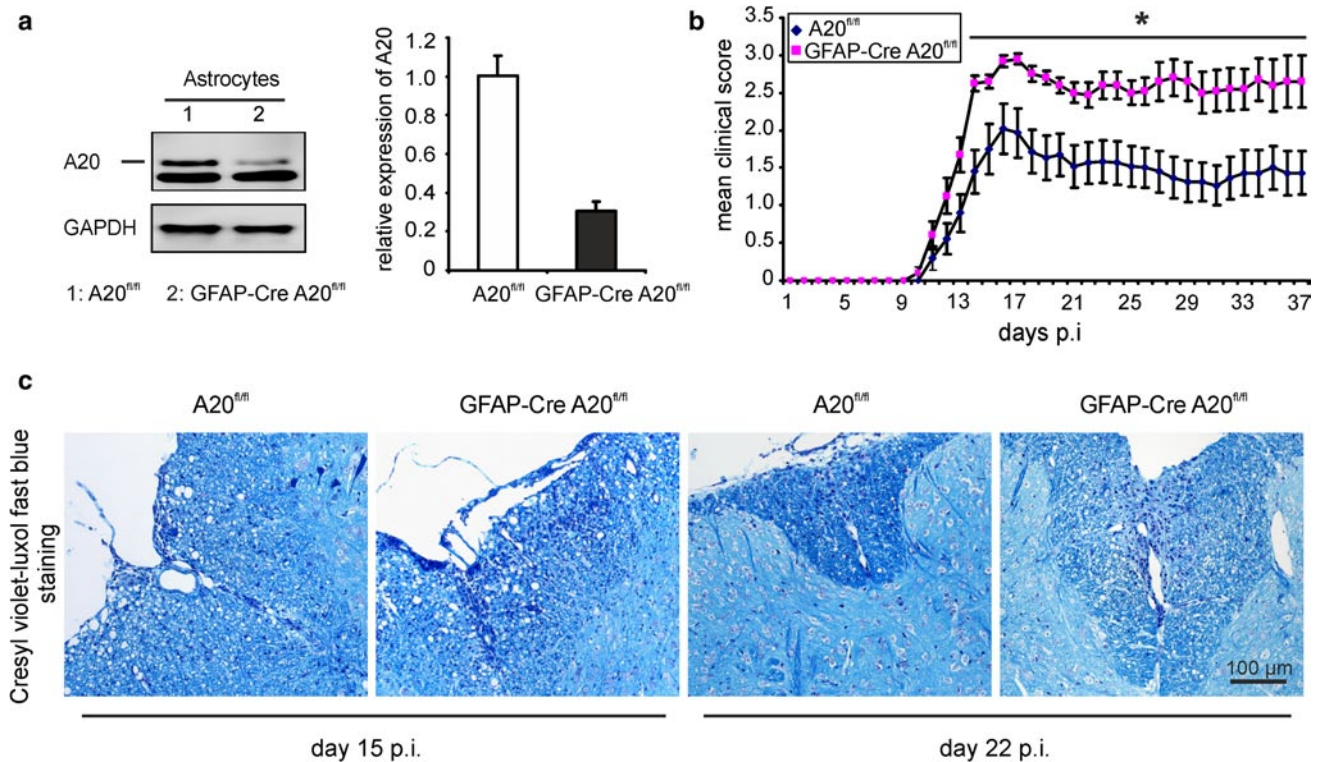 a
Astrocytes
1 2
A20
GAPDH
1: A20fl/fl 2: GFAP-Cre A20fl/fl
relative expression of A20
1.2
1.0
0.8
0.6
0.4
0.2
0
A20fl/fl GFAP-Cre A20fl/fl
b
*
A20fl/fl
GFAP-Cre A20fl/fl
mean clinical score
3.5
3.0
2.5
2.0
1.5
1.0
0.5
0
1 5 9 13 17 21 25 29 33 37
days p.i
c
A20fl/fl GFAP-Cre A20fl/fl A20fl/fl GFAP-Cre A20fl/fl
Cresyl violet-luxol fast blue
staining
100 µm
day 15 p.i. day 22 p.i.